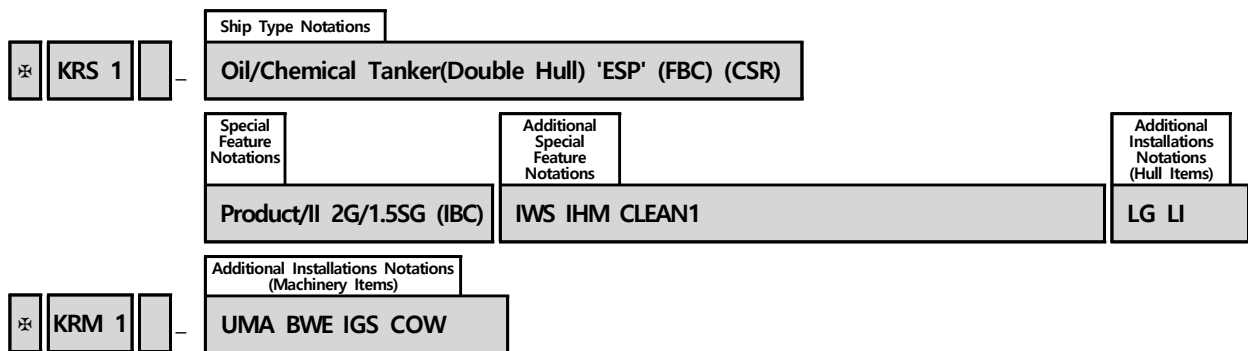 Ship Type Notations
✠ KRS 1 _ Oil/Chemical Tanker(Double Hull) 'ESP' (FBC) (CSR)
Special
Feature
Notations
Additional
Special
Feature
Notations
Additional
Installations
Notations
(Hull Items)
Product/II 2G/1.5SG (IBC) IWS IHM CLEAN1 LG LI
Additional Installations Notations
(Machinery Items)
✠ KRM 1 _ UMA BWE IGS COW